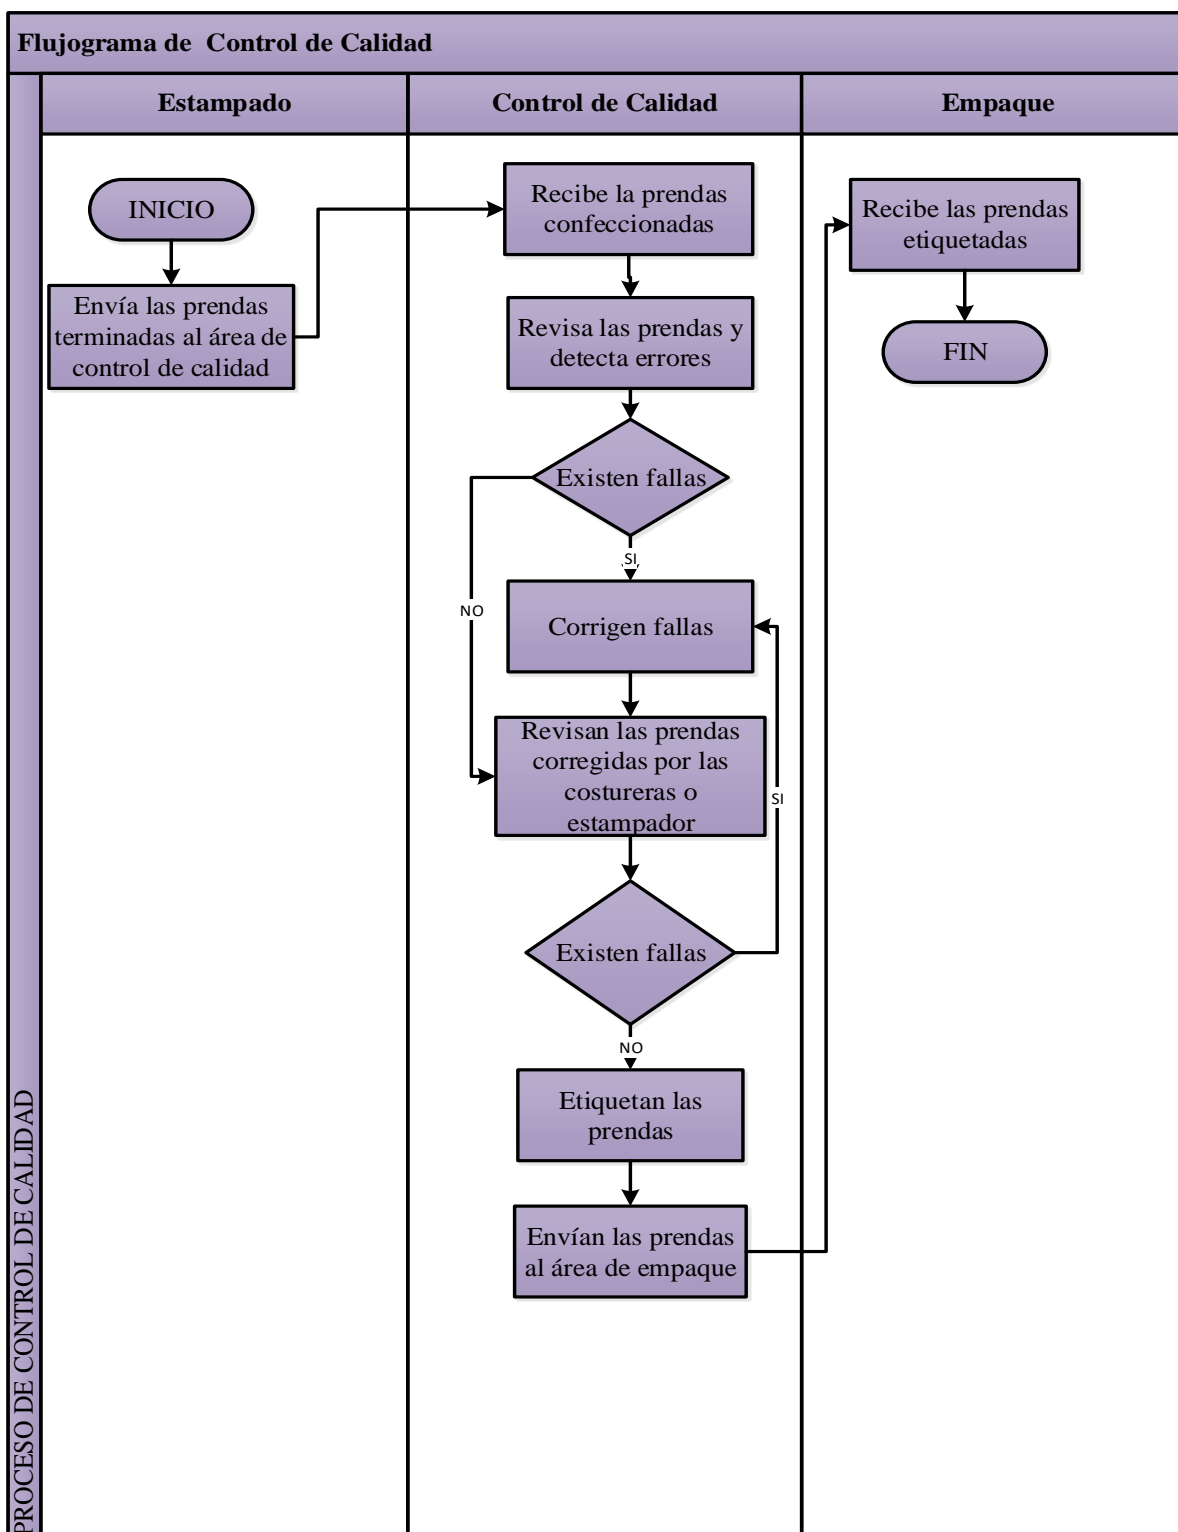 Flujograma de Control de Calidad
Estampado
Control de Calidad
Empaque
PROCESO DE CONTROL DE CALIDAD
INICIO
Envía las prendas
terminadas al área de
control de calidad
Recibe la prendas
confeccionadas
Revisa las prendas y
detecta errores
Existen fallas
SI
NO
Corrigen fallas
Revisan las prendas
corregidas por las
costureras o
estampador
SI
Existen fallas
NO
Etiquetan las
prendas
Envían las prendas
al área de empaque
Recibe las prendas
etiquetadas
FIN